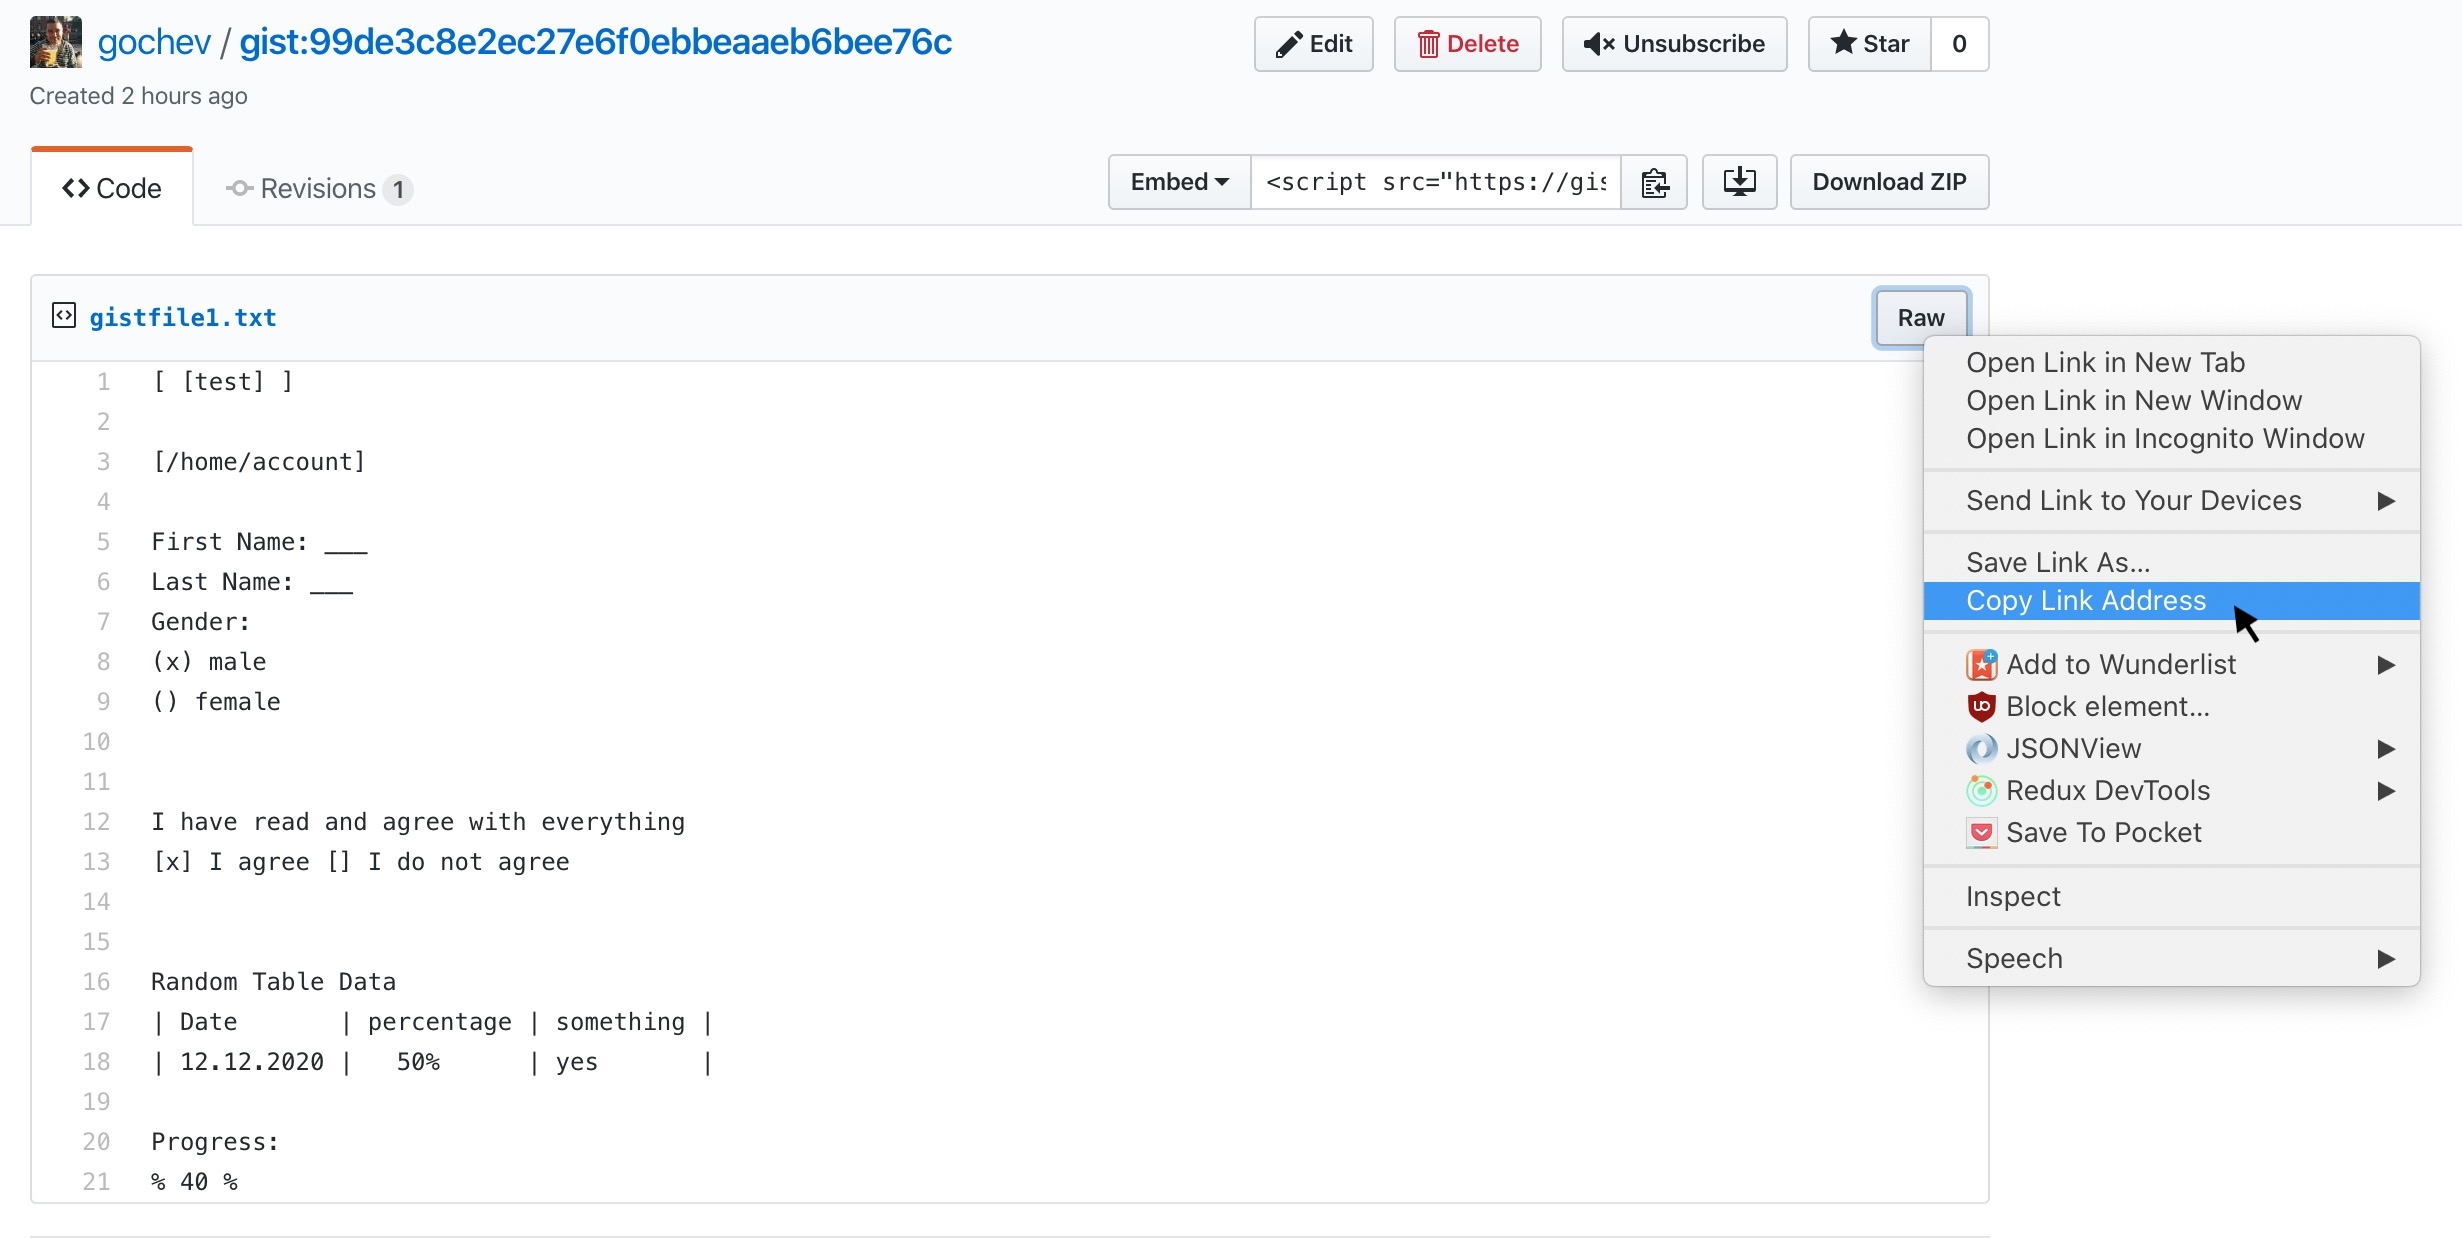 gochev / gist:99de3c8e2ec27e6f0ebbeaaeb6bee76c
Edit
Delete
Unsubscribe
Star
0
Created 2 hours ago
Code
Revisions 1
Embed
<script src="https://gis
Download ZIP
gistfile1.txt
Raw
1 [ [test] ]
2
3 [/home/account]
4
5 First Name: ___
6 Last Name: ___
7 Gender:
8 (x) male
9 () female
10
11
12 I have read and agree with everything
13 [x] I agree [] I do not agree
14
15
16 Random Table Data
17 | Date       | percentage | something |
18 | 12.12.2020 |   50%      | yes       |
19
20 Progress:
21 % 40 %
Open Link in New Tab
Open Link in New Window
Open Link in Incognito Window
Send Link to Your Devices
Save Link As...
Copy Link Address
Add to Wunderlist
Block element...
JSONView
Redux DevTools
Save To Pocket
Inspect
Speech